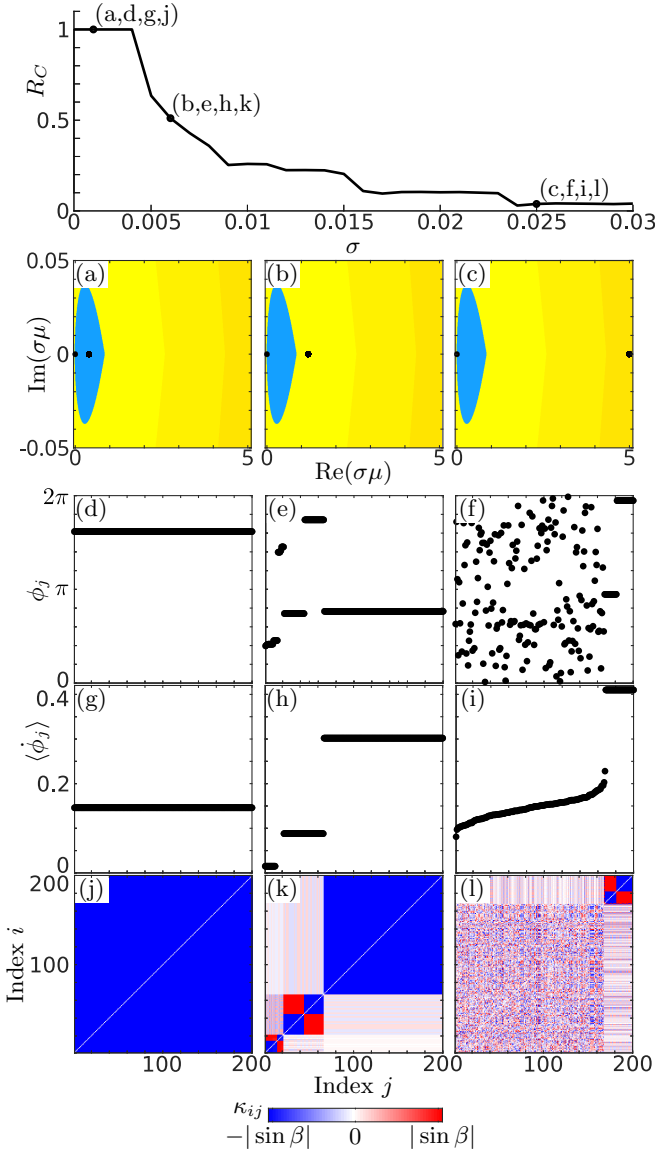 (a,d,g,j)
1
R_C
(b,e,h,k)
0.5
(c,f,i,l)
0
0.005 0.01 0.015 0.02 0.025 0.03
σ
0.05 (a) (b) (c)
Im(σμ)
0
-0.05
0 5 0 5 0 5
Re(σμ)
2π (d) (e) (f)
ϕ_j
π
0
0.4 (g) (h) (i)
⟨ϕ̇_j⟩
0.2
0
200 (j) (k) (l)
Index i
100
100 200 100 200 100 200
Index j
κ_ij
−| sin β| 0 | sin β|